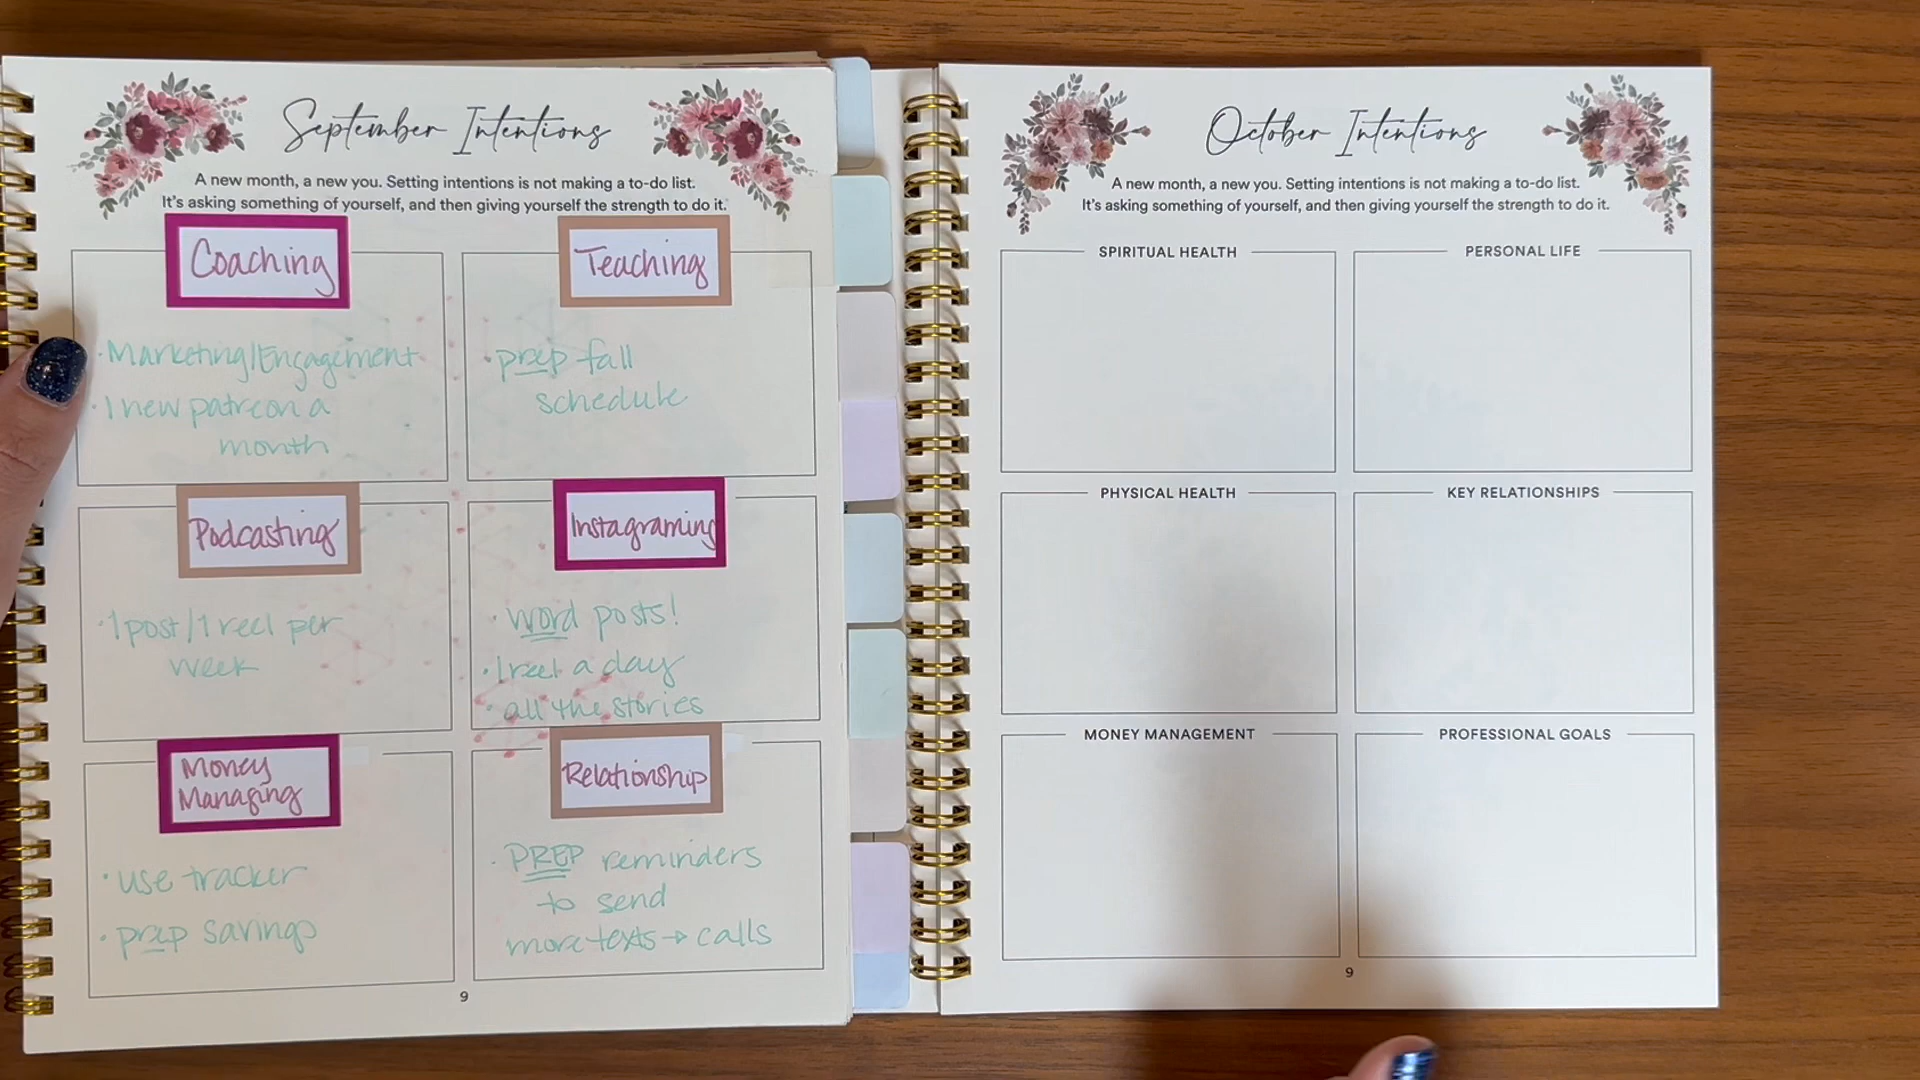 September Intentions
A new month, a new you. Setting intentions is not making a to-do list.
It's asking something of yourself, and then giving yourself the strength to do it.
Coaching
· Marketing/Engagement
· 1 new patreon a
month
Teaching
· prep fall
schedule
Podcasting
· 1 post/1 reel per
week
Instagraming
· word posts!
· 1 reel a day
· all the stories
Money
Managing
· use tracker
· prep savings
Relationship
· PREP reminders
to send
more texts → calls
9
October Intentions
A new month, a new you. Setting intentions is not making a to-do list.
It's asking something of yourself, and then giving yourself the strength to do it.
SPIRITUAL HEALTH
PERSONAL LIFE
PHYSICAL HEALTH
KEY RELATIONSHIPS
MONEY MANAGEMENT
PROFESSIONAL GOALS
9